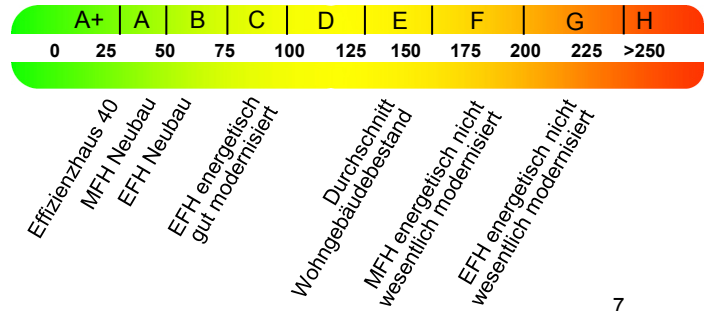 A+ A B C D E F G H
0 25 50 75 100 125 150 175 200 225 >250
Effizienzhaus 40
MFH Neubau
EFH Neubau
EFH energetisch
gut modernisiert
Durchschnitt
Wohngebäudebestand
MFH energetisch nicht
wesentlich modernisiert
EFH energetisch nicht
wesentlich modernisiert
7